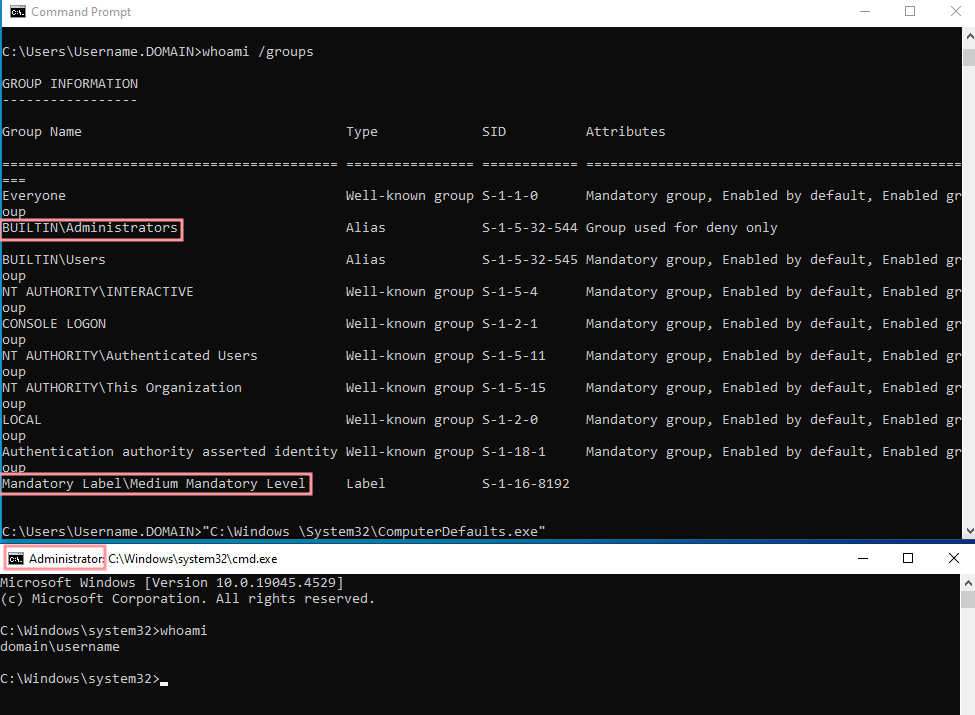 Command Prompt
C:\Users\Username.DOMAIN>whoami /groups
GROUP INFORMATION
-----------------
Group Name                                 Type             SID          Attributes
========================================== ================ ============ ===============================================
===
Everyone                                   Well-known group S-1-1-0      Mandatory group, Enabled by default, Enabled gr
oup
BUILTIN\Administrators                     Alias            S-1-5-32-544 Group used for deny only
BUILTIN\Users                              Alias            S-1-5-32-545 Mandatory group, Enabled by default, Enabled gr
oup
NT AUTHORITY\INTERACTIVE                   Well-known group S-1-5-4      Mandatory group, Enabled by default, Enabled gr
oup
CONSOLE LOGON                              Well-known group S-1-2-1      Mandatory group, Enabled by default, Enabled gr
oup
NT AUTHORITY\Authenticated Users           Well-known group S-1-5-11     Mandatory group, Enabled by default, Enabled gr
oup
NT AUTHORITY\This Organization             Well-known group S-1-5-15     Mandatory group, Enabled by default, Enabled gr
oup
LOCAL                                      Well-known group S-1-2-0      Mandatory group, Enabled by default, Enabled gr
oup
Authentication authority asserted identity Well-known group S-1-18-1     Mandatory group, Enabled by default, Enabled gr
oup
Mandatory Label\Medium Mandatory Level     Label            S-1-16-8192
C:\Users\Username.DOMAIN>"C:\Windows \System32\ComputerDefaults.exe"
Administrator: C:\Windows\system32\cmd.exe
Microsoft Windows [Version 10.0.19045.4529]
(c) Microsoft Corporation. All rights reserved.
C:\Windows\system32>whoami
domain\username
C:\Windows\system32>